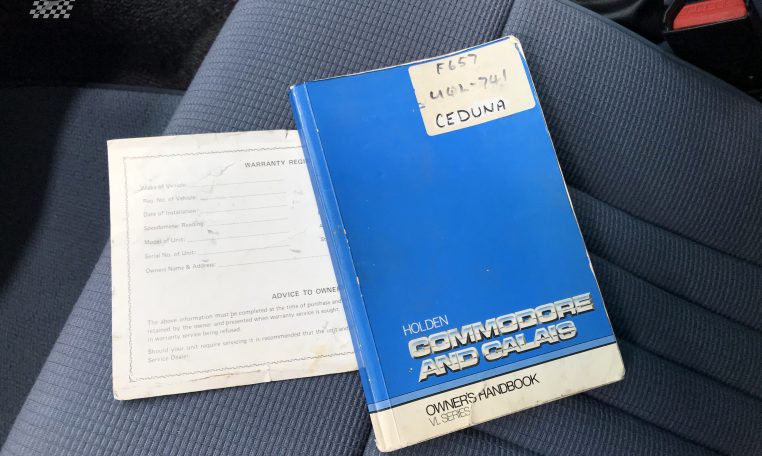 F657
UQL-741
CEDUNA
HOLDEN
COMMODORE
AND CALAIS
OWNER'S HANDBOOK
VL SERIES
WARRANTY REGI
Make of Vehicle:
Reg. No. of Vehicle:
Date of Installation:
Speedometer Reading:
Model of Unit:
Serial No. of Unit:
Owners Name & Address:
ADVICE TO OWNER
The above information must be completed at the time of purchase and
retained by the owner and presented when warranty service is sought
in warranty service being refused.
Should your unit require servicing it is recommended that the unit and
Service Dealer.